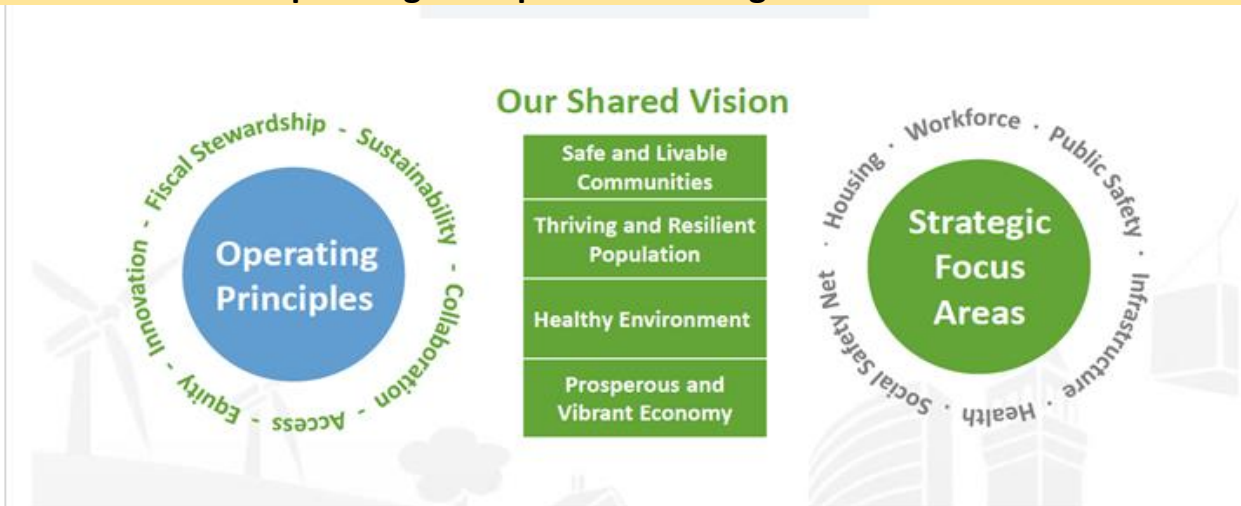 Our Shared Vision
Safe and Livable
Communities
Thriving and Resilient
Population
Healthy Environment
Prosperous and
Vibrant Economy
Operating
Principles
Fiscal Stewardship - Sustainability - Collaboration - Access - Equity - Innovation -
Strategic
Focus
Areas
· Housing · Workforce · Public Safety · Infrastructure · Health · Social Safety Net